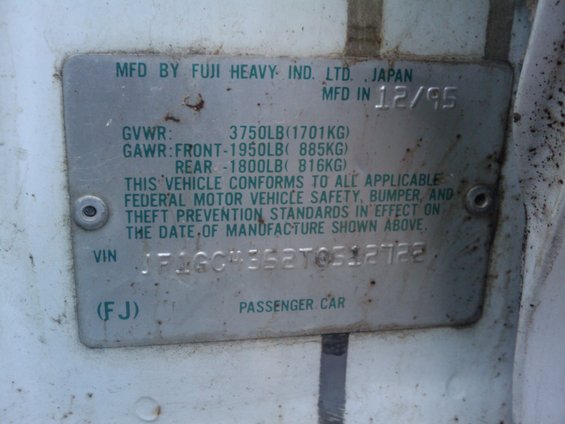 MFD BY FUJI HEAVY IND. LTD. JAPAN
MFD IN 12/95
GVWR: 3750LB(1701KG)
GAWR: FRONT-1950LB( 885KG)
REAR -1800LB( 816KG)
THIS VEHICLE CONFORMS TO ALL APPLICABLE
FEDERAL MOTOR VEHICLE SAFETY, BUMPER, AND
THEFT PREVENTION STANDARDS IN EFFECT ON
THE DATE OF MANUFACTURE SHOWN ABOVE.
VIN
(FJ) PASSENGER CAR